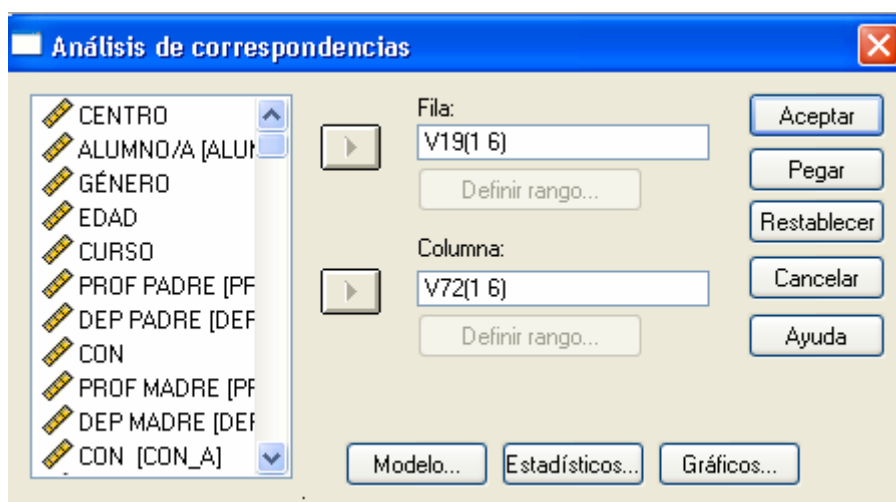 Análisis de correspondencias
CENTRO
ALUMNO/A [ALUM
GÉNERO
EDAD
CURSO
PROF PADRE [PF
DEP PADRE [DEF
CON
PROF MADRE [PF
DEP MADRE [DEF
CON [CON_A]
Fila:
V19(1 6)
Definir rango...
Columna:
V72(1 6)
Definir rango...
Aceptar
Pegar
Restablecer
Cancelar
Ayuda
Modelo...
Estadísticos...
Gráficos...